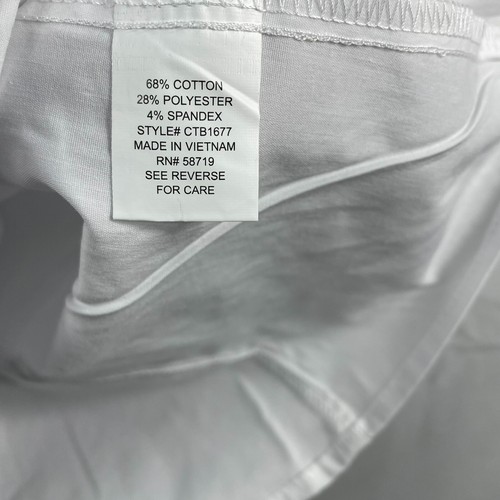 68% COTTON
28% POLYESTER
4% SPANDEX
STYLE# CTB1677
MADE IN VIETNAM
RN# 58719
SEE REVERSE
FOR CARE